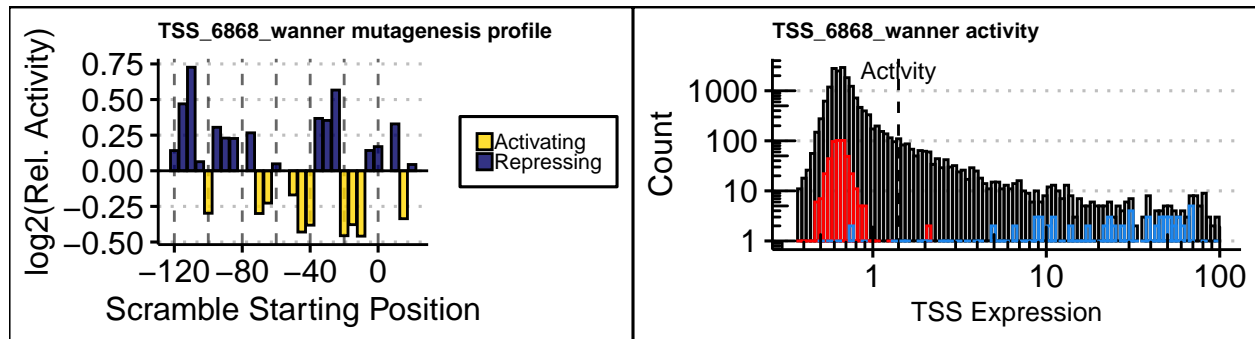 TSS_6868_wanner mutagenesis profile
log2(Rel. Activity)
0.75
0.50
0.25
0.00
−0.25
−0.50
−120
−80
−40
0
Scramble Starting Position
Activating
Repressing
TSS_6868_wanner activity
Activity
Count
1000
100
10
1
1
10
100
TSS Expression